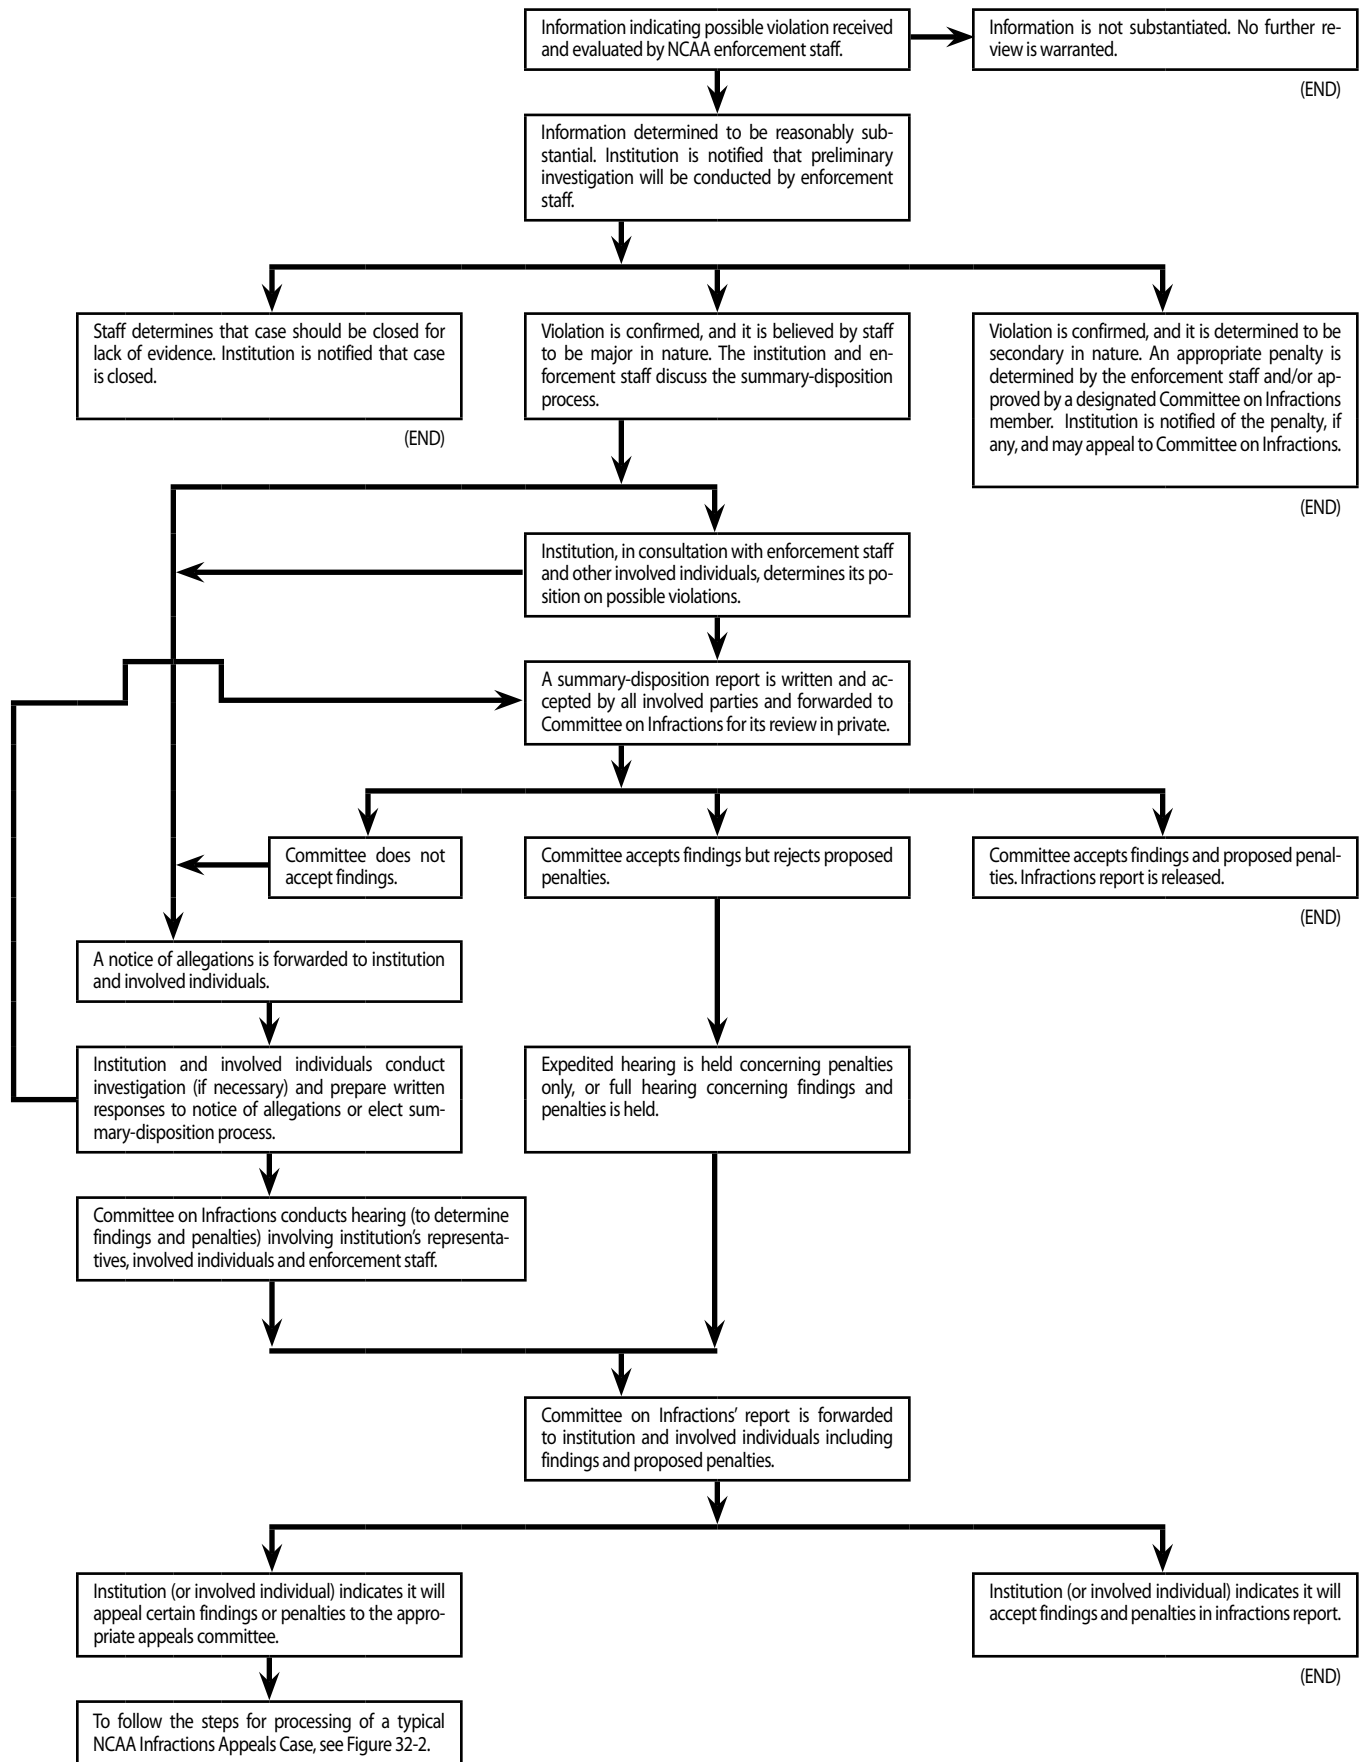 Information indicating possible violation received
and evaluated by NCAA enforcement staff.
Information is not substantiated. No further re-
view is warranted.
(END)
Information determined to be reasonably sub-
stantial. Institution is notified that preliminary
investigation will be conducted by enforcement
staff.
Staff determines that case should be closed for
lack of evidence. Institution is notified that case
is closed.
(END)
Violation is confirmed, and it is believed by staff
to be major in nature. The institution and en-
forcement staff discuss the summary-disposition
process.
Violation is confirmed, and it is determined to be
secondary in nature. An appropriate penalty is
determined by the enforcement staff and/or ap-
proved by a designated Committee on Infractions
member. Institution is notified of the penalty, if
any, and may appeal to Committee on Infractions.
(END)
Institution, in consultation with enforcement staff
and other involved individuals, determines its po-
sition on possible violations.
A summary-disposition report is written and ac-
cepted by all involved parties and forwarded to
Committee on Infractions for its review in private.
Committee does not
accept findings.
Committee accepts findings but rejects proposed
penalties.
Committee accepts findings and proposed penal-
ties. Infractions report is released.
(END)
A notice of allegations is forwarded to institution
and involved individuals.
Institution and involved individuals conduct
investigation (if necessary) and prepare written
responses to notice of allegations or elect sum-
mary-disposition process.
Expedited hearing is held concerning penalties
only, or full hearing concerning findings and
penalties is held.
Committee on Infractions conducts hearing (to determine
findings and penalties) involving institution's representa-
tives, involved individuals and enforcement staff.
Committee on Infractions' report is forwarded
to institution and involved individuals including
findings and proposed penalties.
Institution (or involved individual) indicates it will
appeal certain findings or penalties to the appro-
priate appeals committee.
Institution (or involved individual) indicates it will
accept findings and penalties in infractions report.
(END)
To follow the steps for processing of a typical
NCAA Infractions Appeals Case, see Figure 32-2.